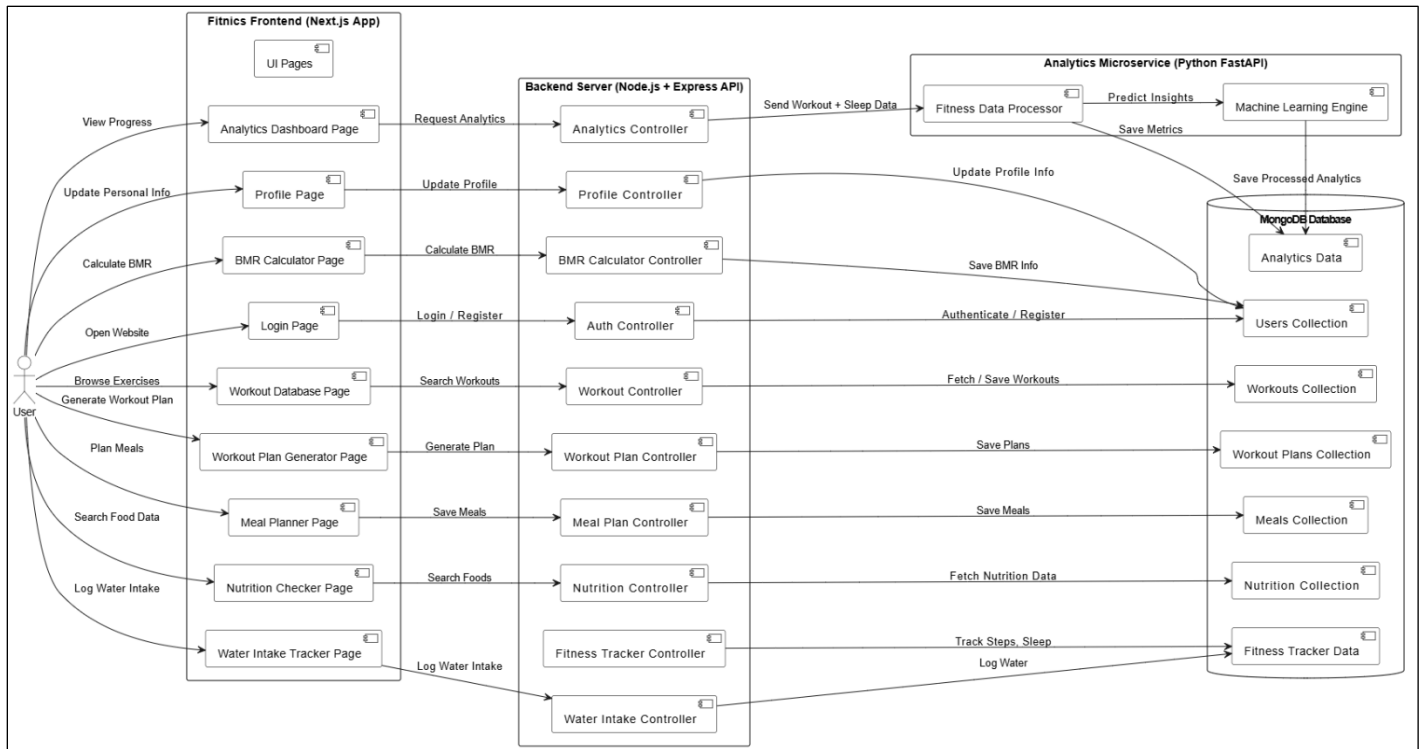 Fitnics Frontend (Next.js App)
UI Pages
Backend Server (Node.js + Express API)
Analytics Microservice (Python FastAPI)
View Progress
Analytics Dashboard Page
Request Analytics
Analytics Controller
Send Workout + Sleep Data
Fitness Data Processor
Predict Insights
Machine Learning Engine
Save Metrics
Update Personal Info
Profile Page
Update Profile
Profile Controller
Update Profile Info
Save Processed Analytics
MongoDB Database
Calculate BMR
BMR Calculator Page
Calculate BMR
BMR Calculator Controller
Save BMR Info
Analytics Data
Open Website
Login Page
Login / Register
Auth Controller
Authenticate / Register
Users Collection
User
Browse Exercises
Workout Database Page
Search Workouts
Workout Controller
Fetch / Save Workouts
Workouts Collection
Generate Workout Plan
Workout Plan Generator Page
Generate Plan
Workout Plan Controller
Save Plans
Workout Plans Collection
Plan Meals
Meal Planner Page
Save Meals
Meal Plan Controller
Save Meals
Meals Collection
Search Food Data
Nutrition Checker Page
Search Foods
Nutrition Controller
Fetch Nutrition Data
Nutrition Collection
Log Water Intake
Water Intake Tracker Page
Fitness Tracker Controller
Track Steps, Sleep
Fitness Tracker Data
Log Water Intake
Water Intake Controller
Log Water